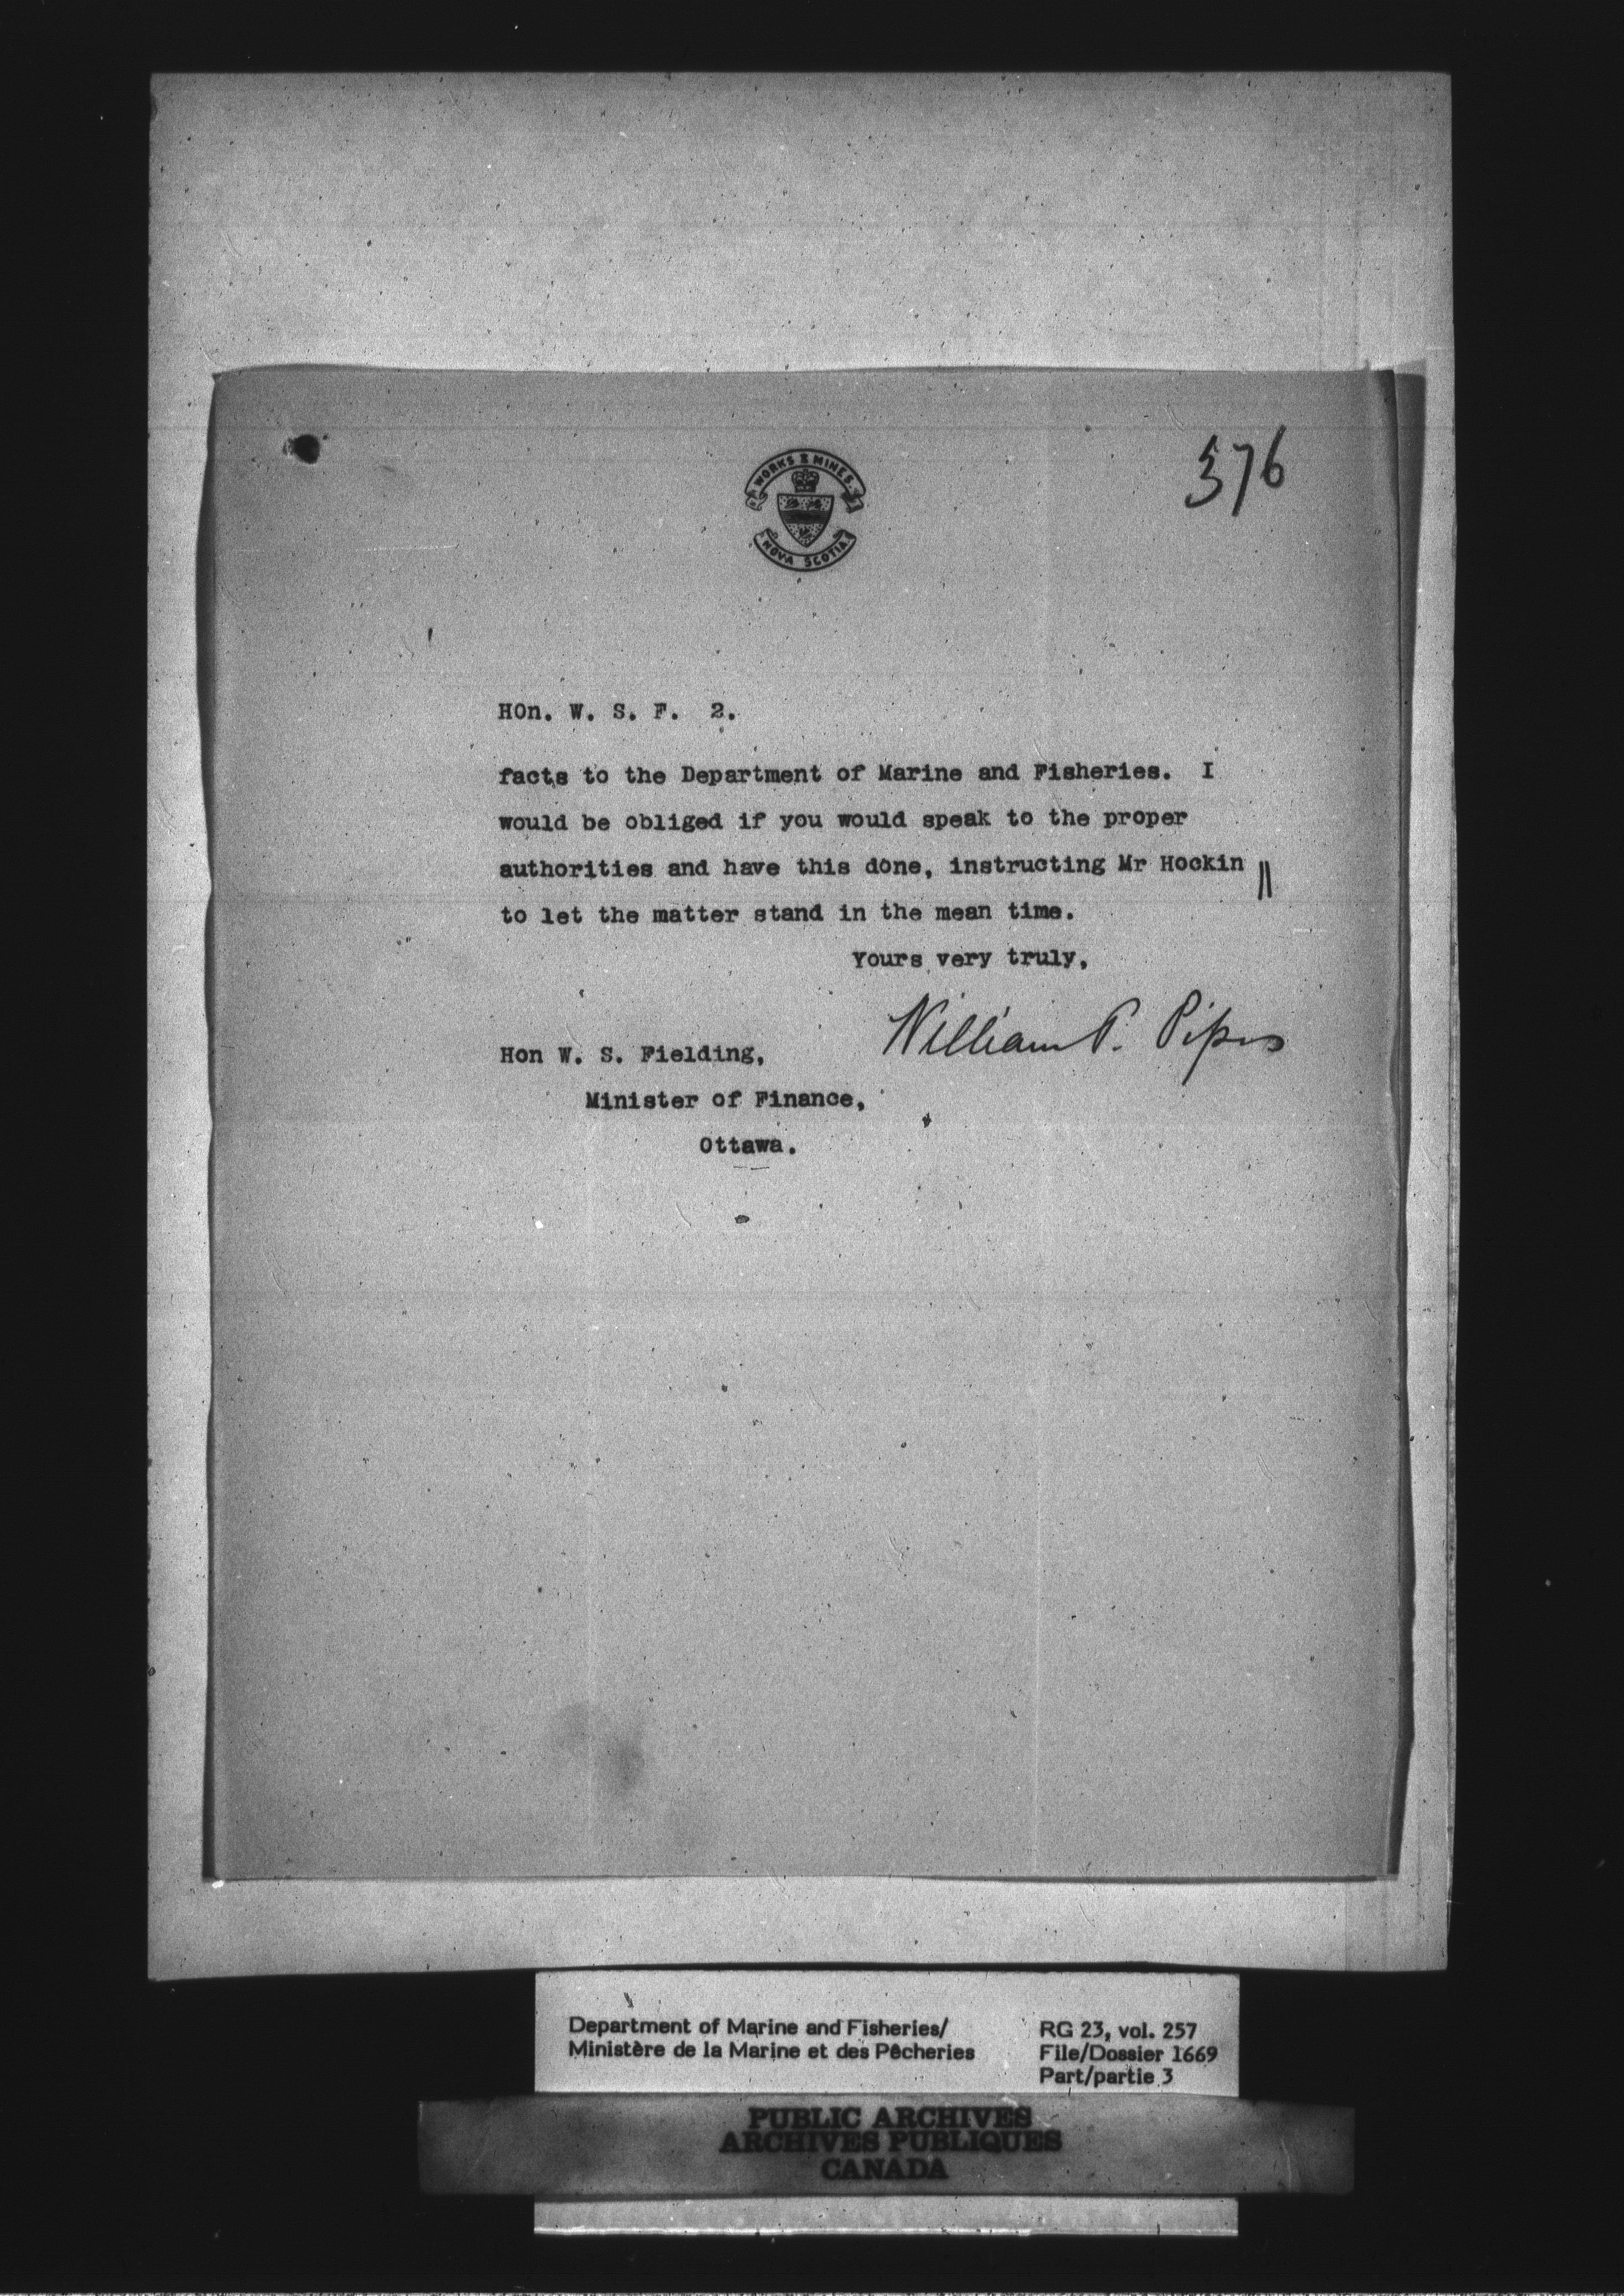 376
WORKS & MINES.
NOVA SCOTIA.
HOn. W. S. F. 2.
facts to the Department of Marine and Fisheries. I
would be obliged if you would speak to the proper
authorities and have this done, instructing Mr Hockin
to let the matter stand in the mean time.
Yours very truly,
William T. Pipes
Hon W. S. Fielding,
Minister of Finance,
Ottawa.
Department of Marine and Fisheries/
Ministère de la Marine et des Pêcheries
RG 23, vol. 257
File/Dossier 1669
Part/partie 3
PUBLIC ARCHIVES
ARCHIVES PUBLIQUES
CANADA